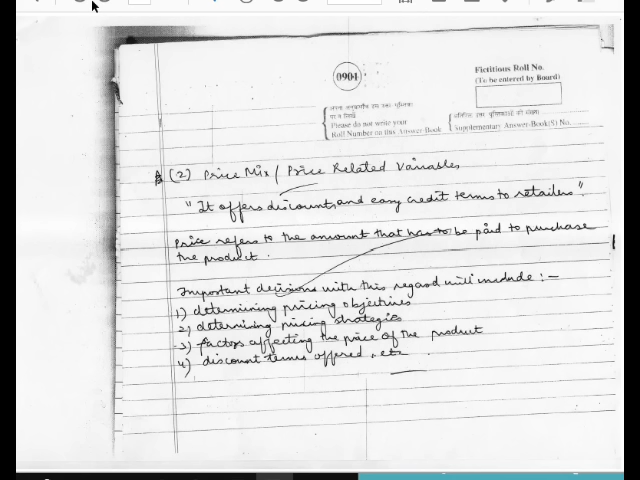 0904
Fictitious Roll No.
(To be entered by Board)
Please do not write your
Roll Number on this Answer-Book
Supplementary Answer-Book(S) No.
(2) Price Mix / Price Related Variables
"It offers discounts and easy credit terms to retailers".
Price refers to the amount that has to be paid to purchase
the product.
Important decisions with this regard will include :-
1) determining pricing objectives
2) determining pricing strategies
3) factors affecting the price of the product
4) discount terms offered, etc